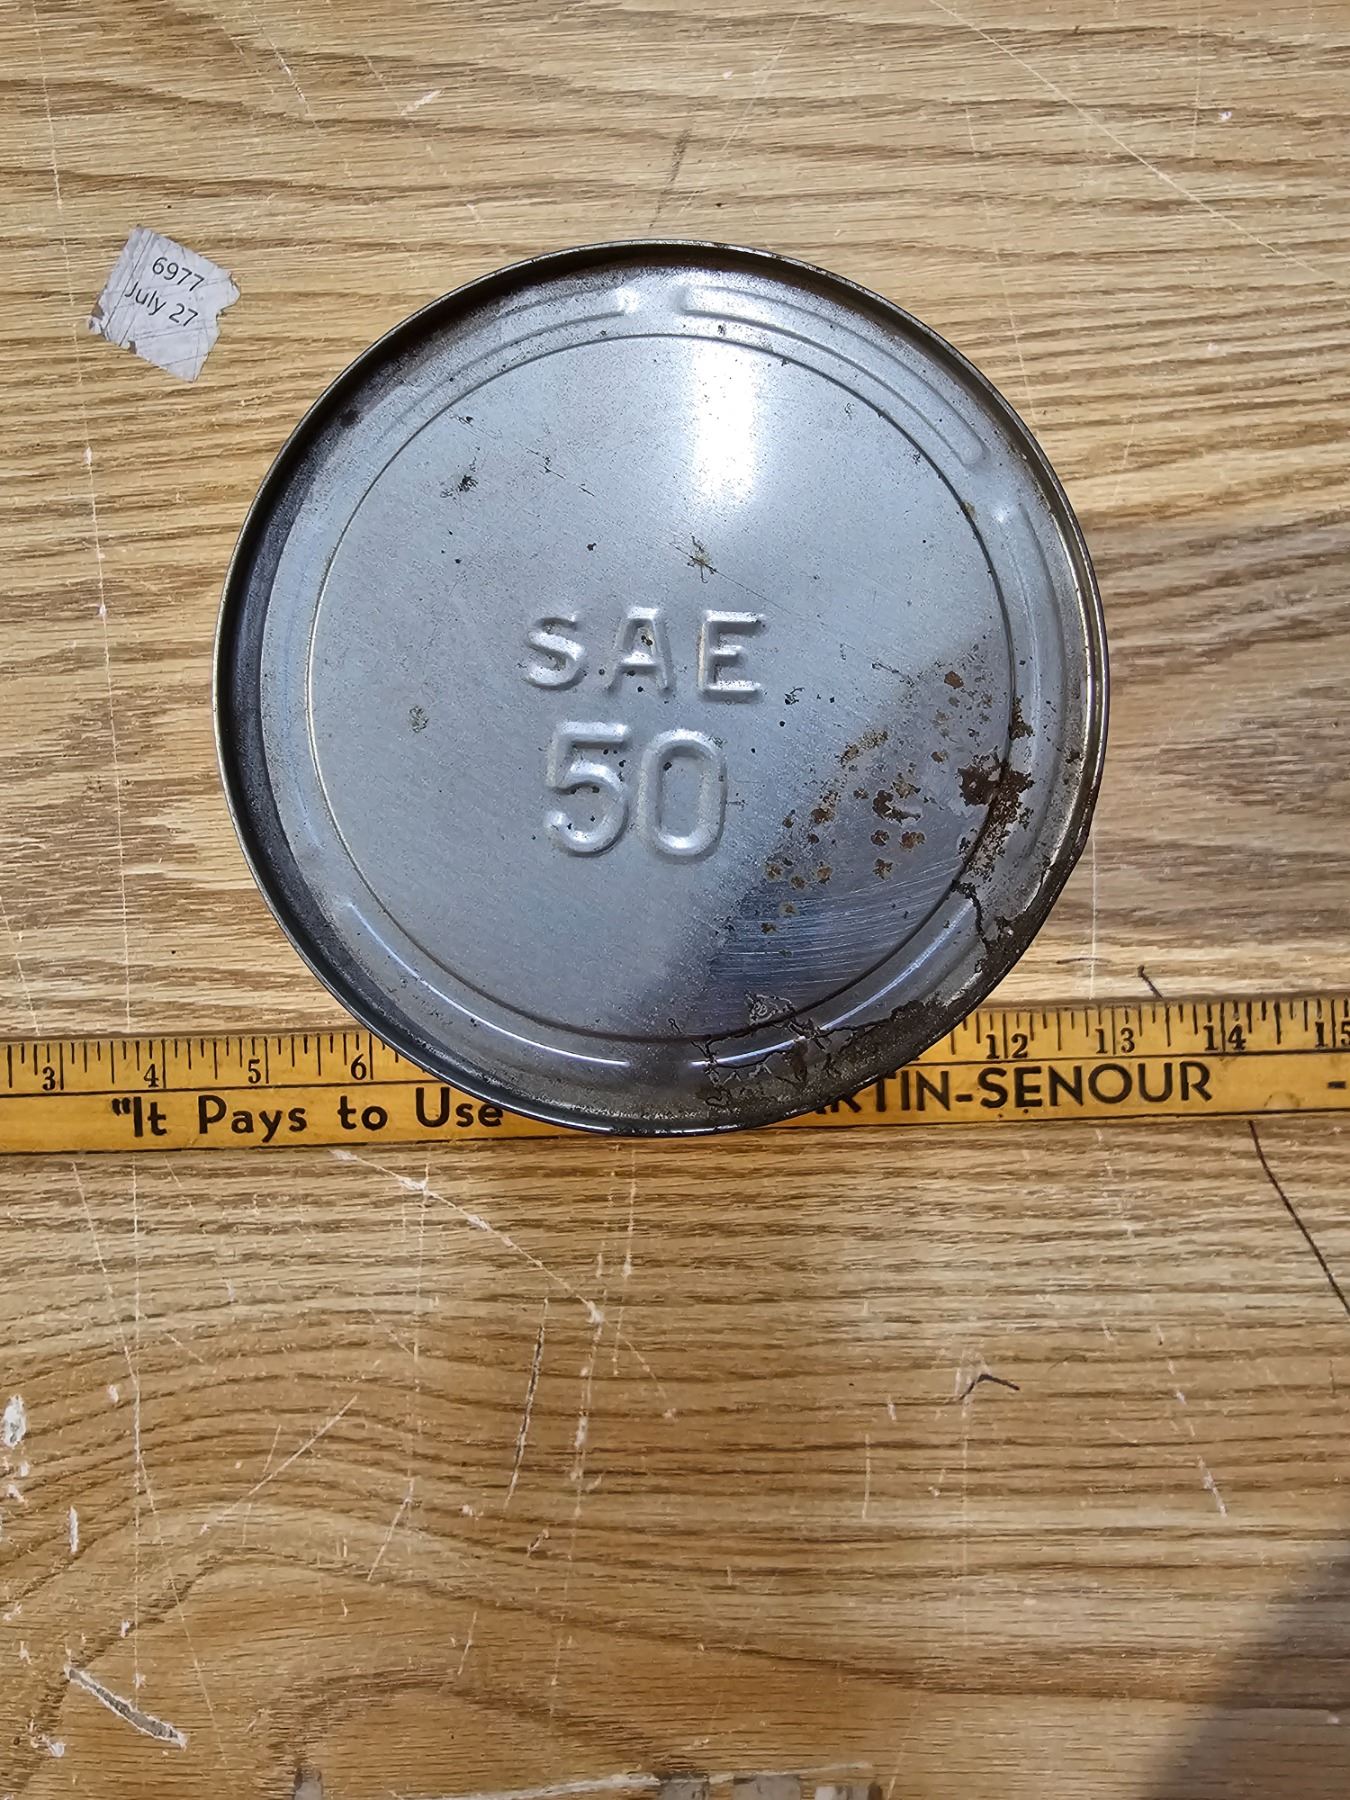 6977
July 27
SAE
50
3 4 5 6 12 13 14 15
"It Pays to Use RTIN-SENOUR -